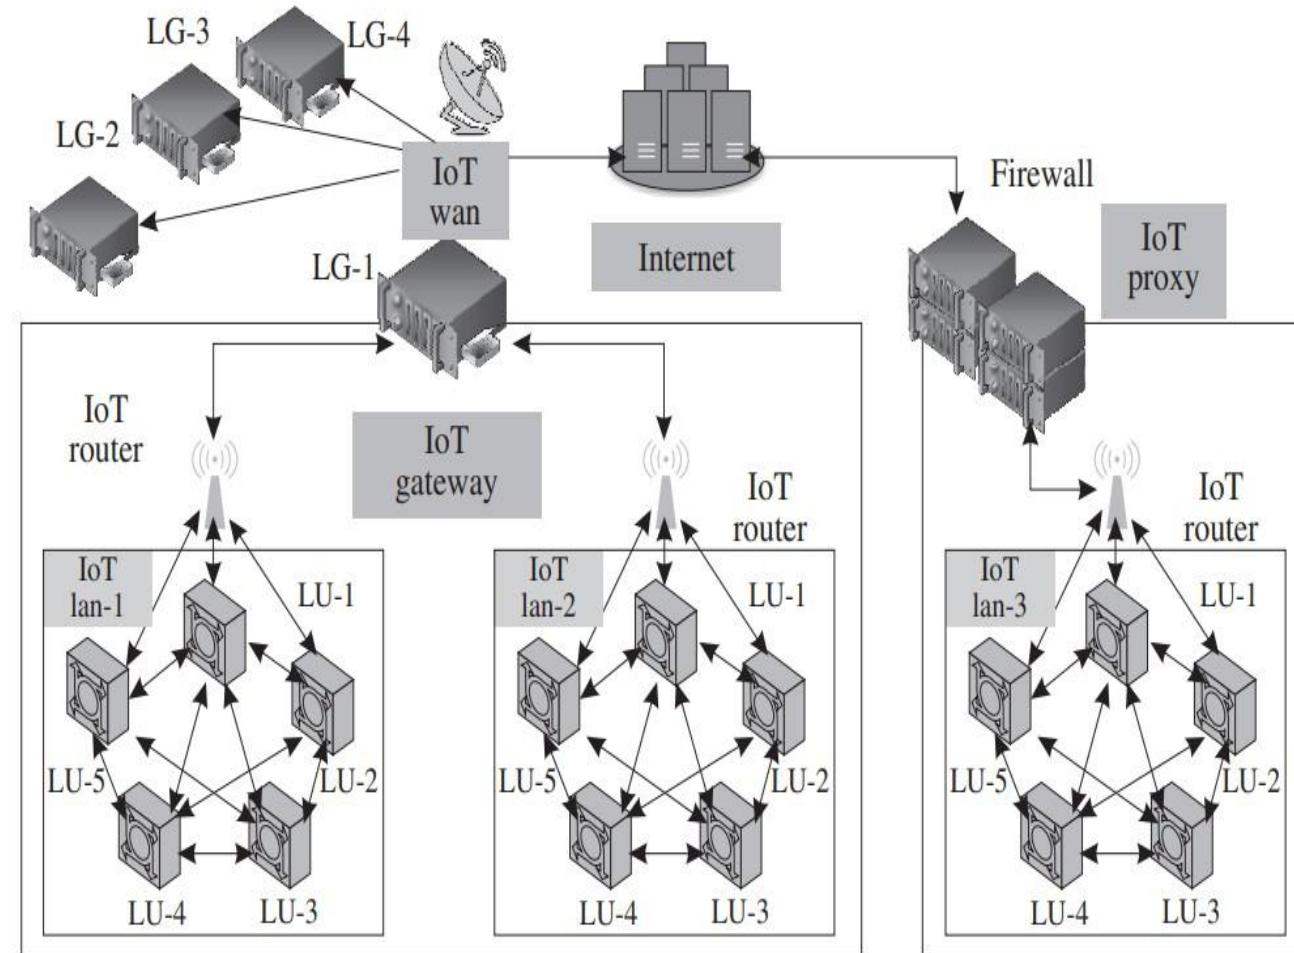 LG-3
LG-4
LG-2
IoT
wan
Firewall
IoT
proxy
Internet
LG-1
IoT
router
IoT
gateway
IoT
router
IoT
router
IoT
lan-1
LU-1
LU-5
LU-2
LU-4
LU-3
IoT
lan-2
LU-1
LU-5
LU-2
LU-4
LU-3
IoT
lan-3
LU-1
LU-5
LU-2
LU-4
LU-3